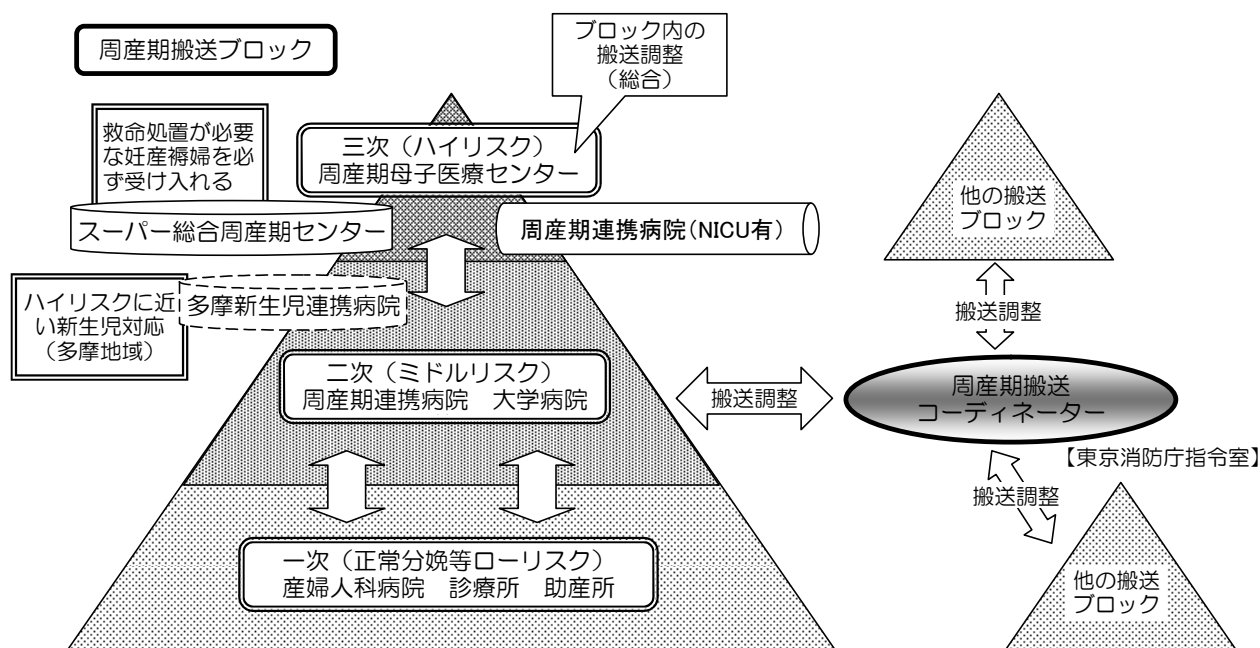 周産期搬送ブロック
ブロック内の
搬送調整
（総合）
救命処置が必要
な妊産褥婦を必
ず受け入れる
三次（ハイリスク）
周産期母子医療センター
スーパー総合周産期センター
周産期連携病院（NICU有）
ハイリスクに近
い新生児対応
（多摩地域）
多摩新生児連携病院
二次（ミドルリスク）
周産期連携病院　大学病院
一次（正常分娩等ローリスク）
産婦人科病院　診療所　助産所
他の搬送
ブロック
搬送調整
搬送調整
周産期搬送
コーディネーター
【東京消防庁指令室】
搬送調整
他の搬送
ブロック